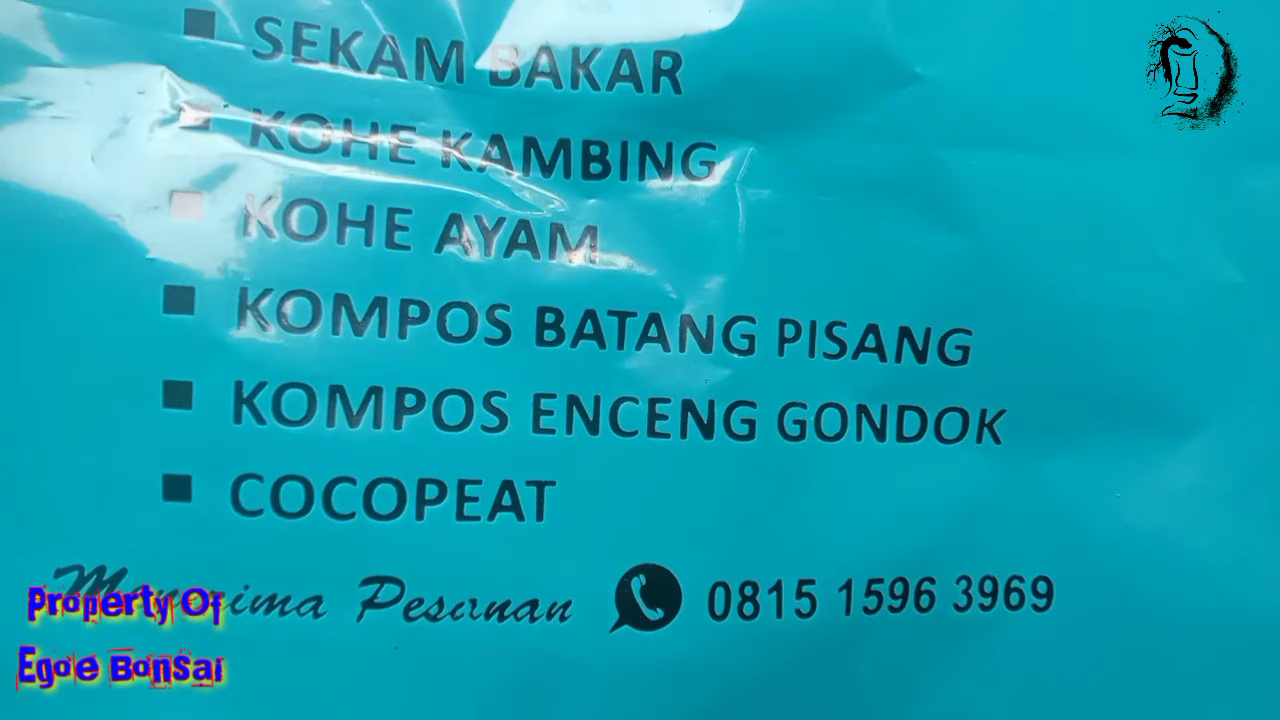 SEKAM BAKAR
KOHE KAMBING
KOHE AYAM
KOMPOS BATANG PISANG
KOMPOS ENCENG GONDOK
COCOPEAT
Menerima Pesanan 0815 1596 3969
Property Of
Egoe Bonsai